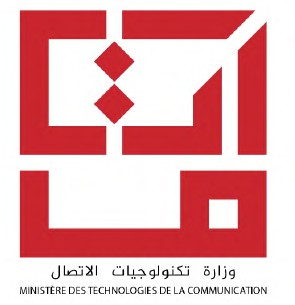 وزارة تكنولوجيات الاتصال
MINISTÈRE DES TECHNOLOGIES DE LA COMMUNICATION